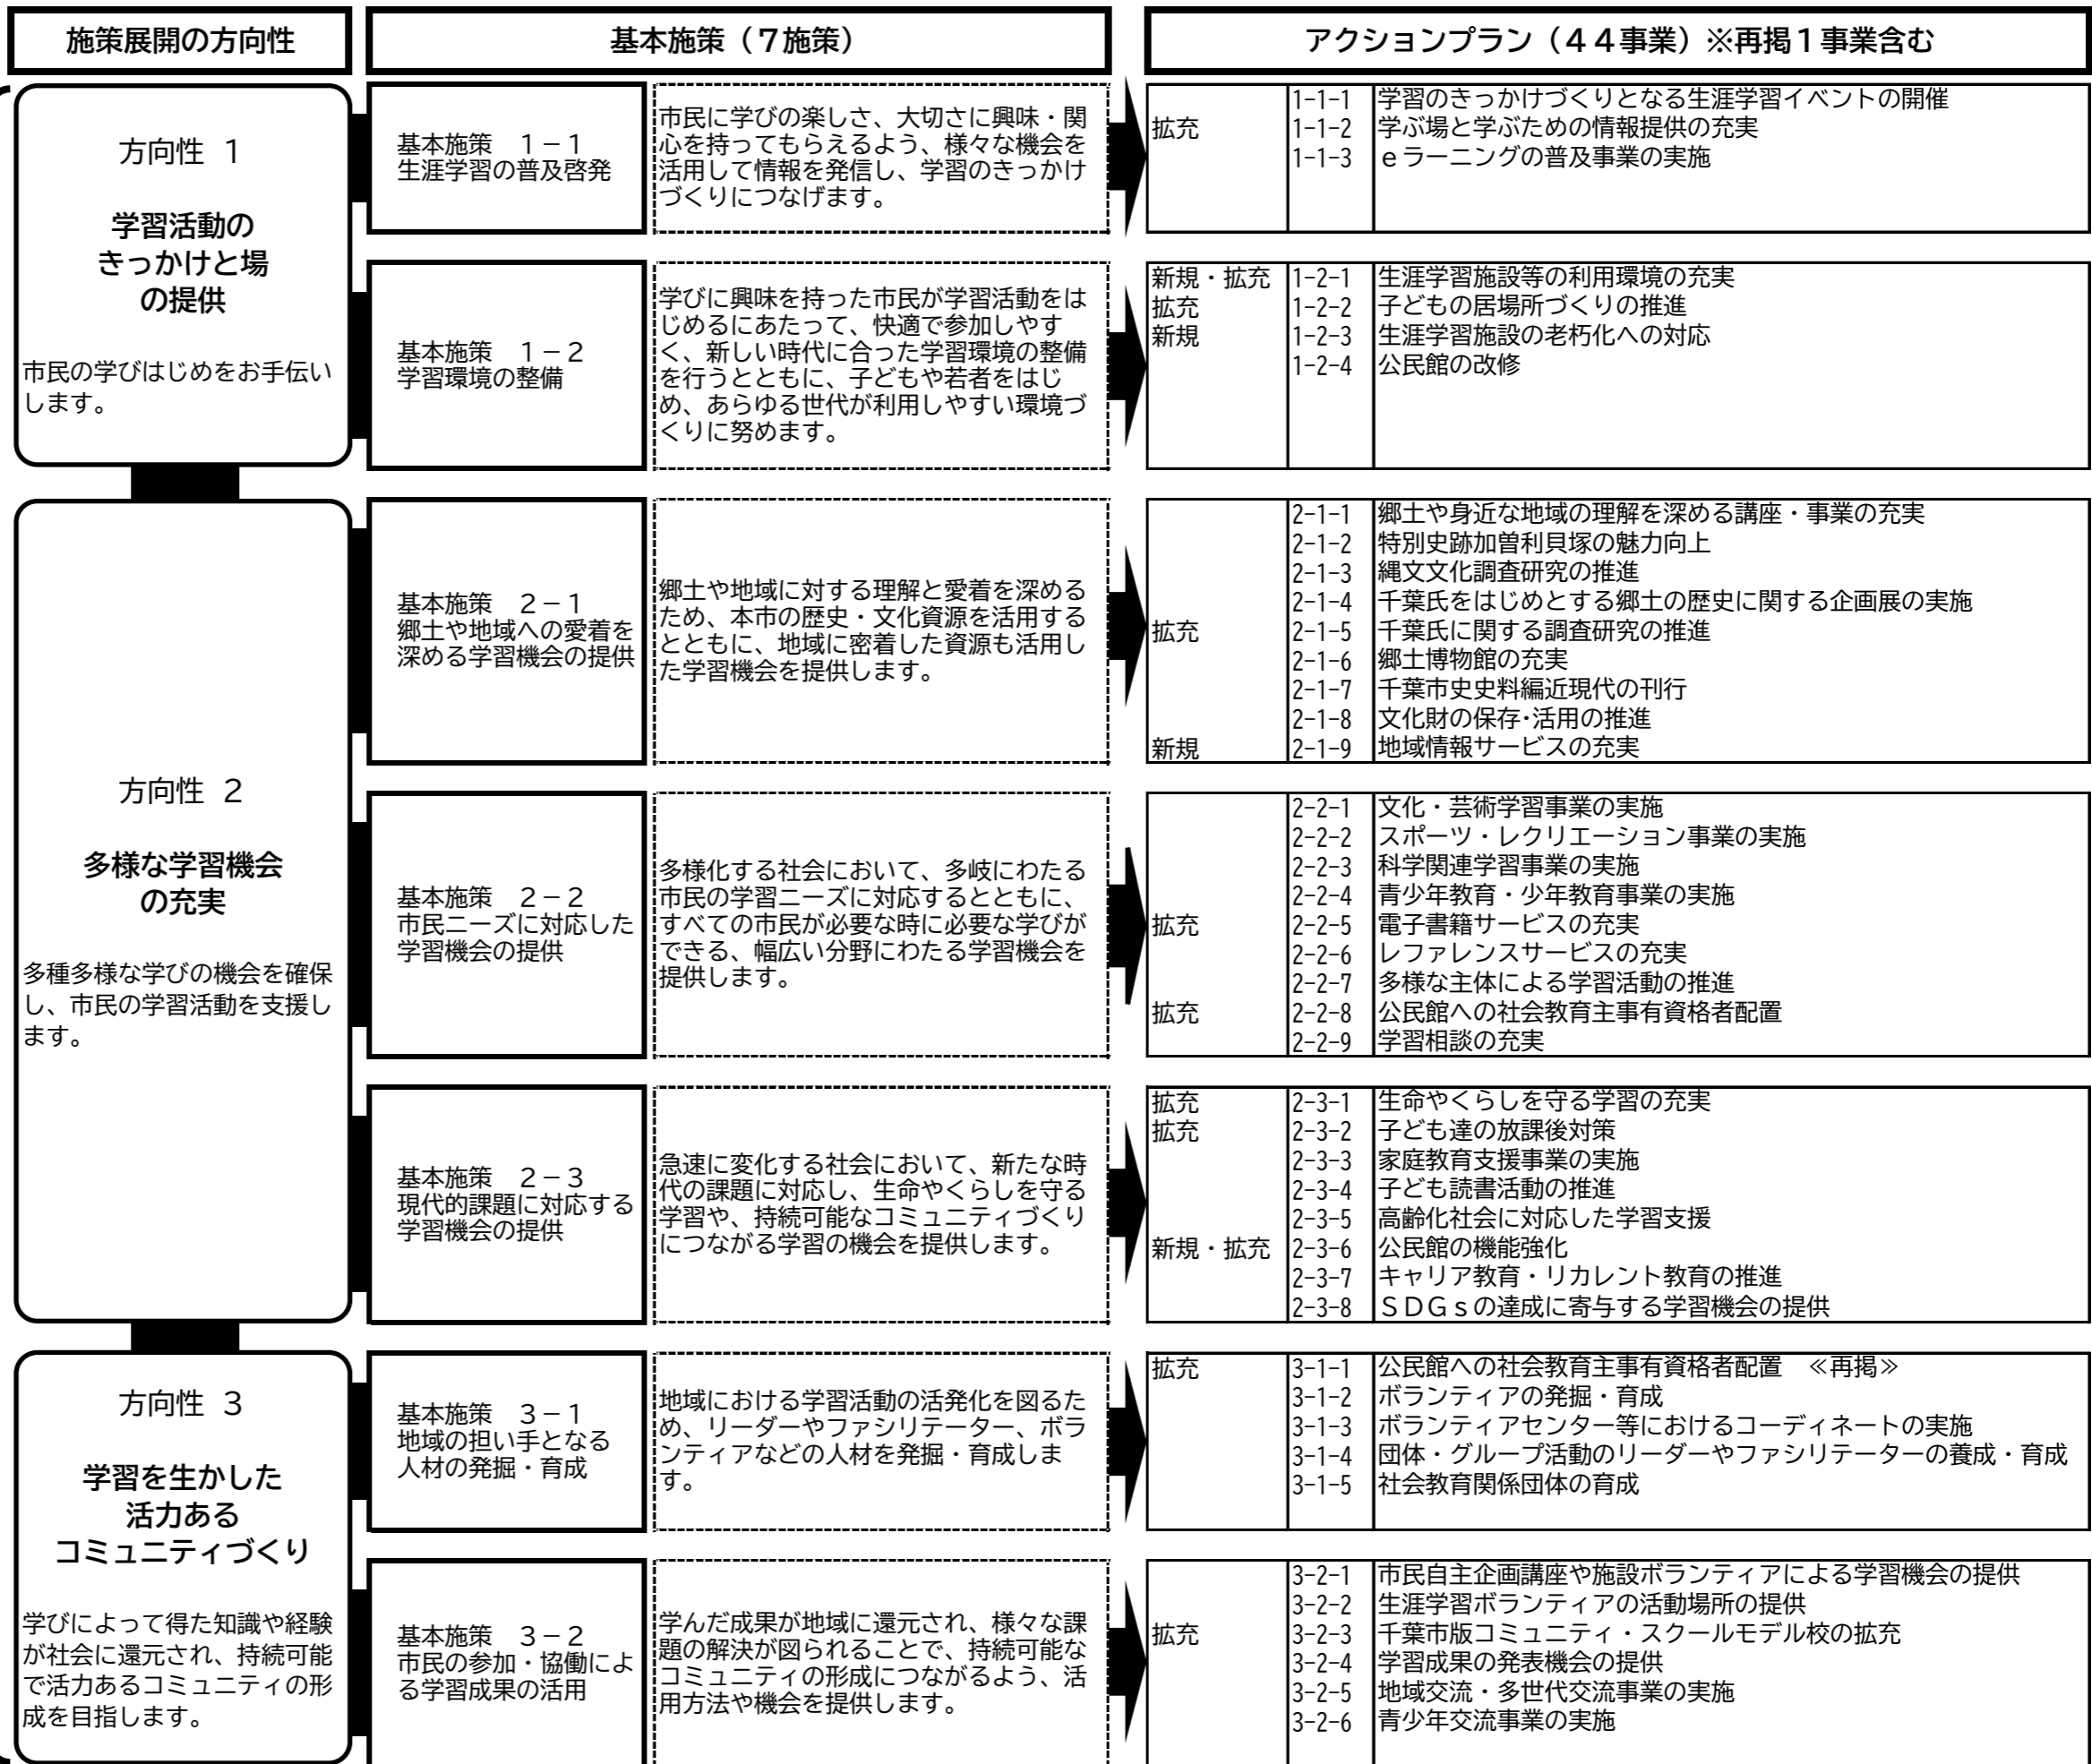 施策展開の方向性
基本施策(7施策)
アクションプラン(44事業)※再掲1事業含む
方向性 1
学習活動の
きっかけと場
の提供
市民の学びはじめをお手伝い
します。
基本施策 1-1
生涯学習の普及啓発
市民に学びの楽しさ、大切さに興味・関
心を持ってもらえるよう、様々な機会を
活用して情報を発信し、学習のきっかけ
づくりにつなげます。
1-1-1 学習のきっかけづくりとなる生涯学習イベントの開催
拡充 1-1-2 学ぶ場と学ぶための情報提供の充実
1-1-3 eラーニングの普及事業の実施
基本施策 1-2
学習環境の整備
学びに興味を持った市民が学習活動をは
じめるにあたって、快適で参加しやす
く、新しい時代に合った学習環境の整備
を行うとともに、子どもや若者をはじ
め、あらゆる世代が利用しやすい環境づ
くりに努めます。
新規・拡充 1-2-1 生涯学習施設等の利用環境の充実
拡充 1-2-2 子どもの居場所づくりの推進
新規 1-2-3 生涯学習施設の老朽化への対応
1-2-4 公民館の改修
方向性 2
多様な学習機会
の充実
多種多様な学びの機会を確保
し、市民の学習活動を支援し
ます。
基本施策 2-1
郷土や地域への愛着を
深める学習機会の提供
郷土や地域に対する理解と愛着を深める
ため、本市の歴史・文化資源を活用する
とともに、地域に密着した資源も活用し
た学習機会を提供します。
2-1-1 郷土や身近な地域の理解を深める講座・事業の充実
2-1-2 特別史跡加曽利貝塚の魅力向上
2-1-3 縄文文化調査研究の推進
2-1-4 千葉氏をはじめとする郷土の歴史に関する企画展の実施
拡充 2-1-5 千葉氏に関する調査研究の推進
2-1-6 郷土博物館の充実
2-1-7 千葉市史史料編近現代の刊行
2-1-8 文化財の保存・活用の推進
新規 2-1-9 地域情報サービスの充実
基本施策 2-2
市民ニーズに対応した
学習機会の提供
多様化する社会において、多岐にわたる
市民の学習ニーズに対応するとともに、
すべての市民が必要な時に必要な学びが
できる、幅広い分野にわたる学習機会を
提供します。
2-2-1 文化・芸術学習事業の実施
2-2-2 スポーツ・レクリエーション事業の実施
2-2-3 科学関連学習事業の実施
2-2-4 青少年教育・少年教育事業の実施
拡充 2-2-5 電子書籍サービスの充実
2-2-6 レファレンスサービスの充実
2-2-7 多様な主体による学習活動の推進
拡充 2-2-8 公民館への社会教育主事有資格者配置
2-2-9 学習相談の充実
基本施策 2-3
現代的課題に対応する
学習機会の提供
急速に変化する社会において、新たな時
代の課題に対応し、生命やくらしを守る
学習や、持続可能なコミュニティづくり
につながる学習の機会を提供します。
拡充 2-3-1 生命やくらしを守る学習の充実
拡充 2-3-2 子ども達の放課後対策
2-3-3 家庭教育支援事業の実施
2-3-4 子ども読書活動の推進
2-3-5 高齢化社会に対応した学習支援
新規・拡充 2-3-6 公民館の機能強化
2-3-7 キャリア教育・リカレント教育の推進
2-3-8 SDGsの達成に寄与する学習機会の提供
方向性 3
学習を生かした
活力ある
コミュニティづくり
学びによって得た知識や経験
が社会に還元され、持続可能
で活力あるコミュニティの形
成を目指します。
基本施策 3-1
地域の担い手となる
人材の発掘・育成
地域における学習活動の活発化を図るた
め、リーダーやファシリテーター、ボラ
ンティアなどの人材を発掘・育成しま
す。
拡充 3-1-1 公民館への社会教育主事有資格者配置 ≪再掲≫
3-1-2 ボランティアの発掘・育成
3-1-3 ボランティアセンター等におけるコーディネートの実施
3-1-4 団体・グループ活動のリーダーやファシリテーターの養成・育成
3-1-5 社会教育関係団体の育成
基本施策 3-2
市民の参加・協働によ
る学習成果の活用
学んだ成果が地域に還元され、様々な課
題の解決が図られることで、持続可能な
コミュニティの形成につながるよう、活
用方法や機会を提供します。
3-2-1 市民自主企画講座や施設ボランティアによる学習機会の提供
3-2-2 生涯学習ボランティアの活動場所の提供
拡充 3-2-3 千葉市版コミュニティ・スクールモデル校の拡充
3-2-4 学習成果の発表機会の提供
3-2-5 地域交流・多世代交流事業の実施
3-2-6 青少年交流事業の実施